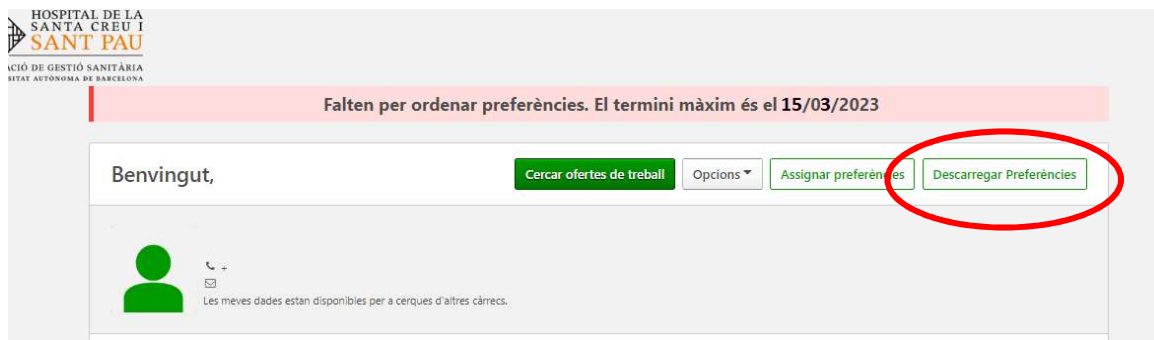 HOSPITAL DE LA
SANTA CREU I
SANT PAU
CIÓ DE GESTIÓ SANITÀRIA
SITAT AUTÒNOMA DE BARCELONA
Falten per ordenar preferències. El termini màxim és el 15/03/2023
Benvingut,
Cercar ofertes de treball
Opcions
Assignar preferències
Descarregar Preferències
+
Les meves dades estan disponibles per a cerques d'altres càrrecs.